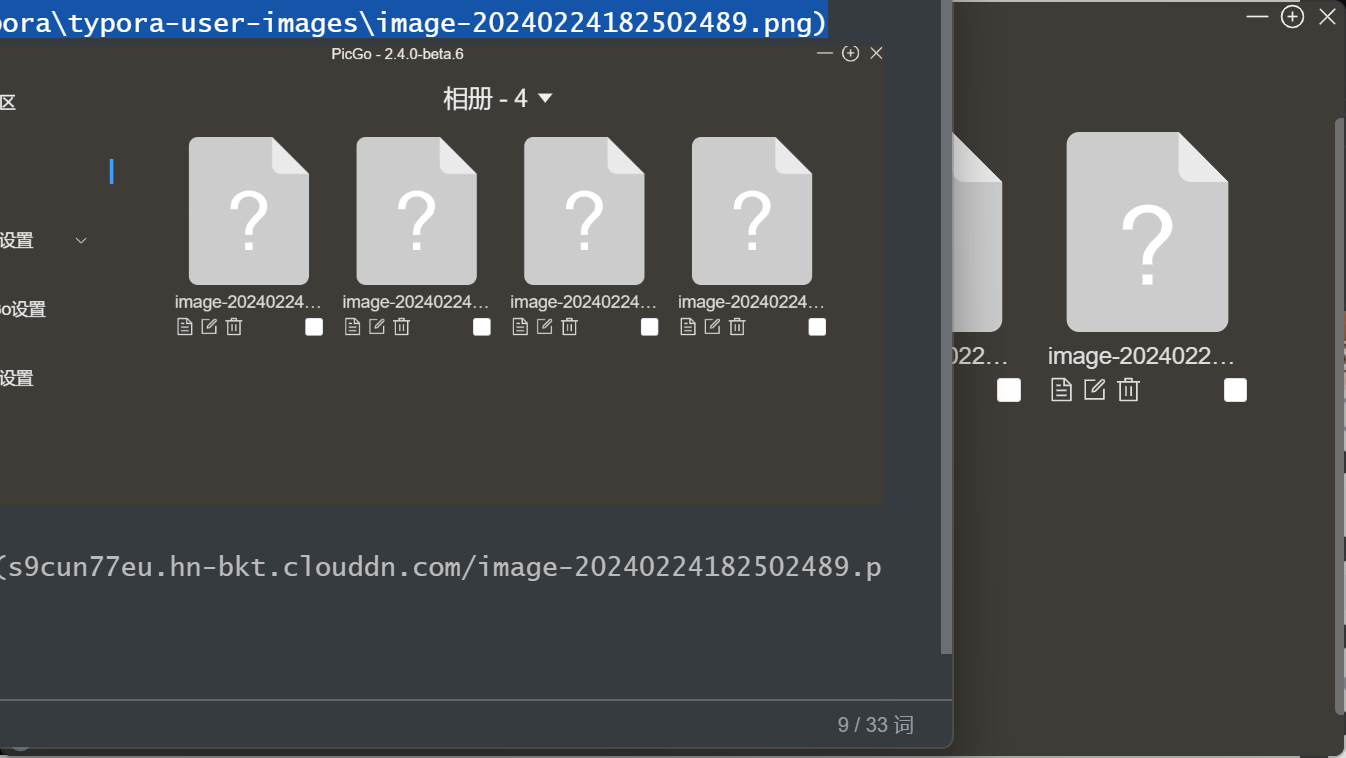 ora\typora-user-images\image-20240224182502489.png)
PicGo - 2.4.0-beta.6
区
相册 - 4
?
?
?
?
?
设置
o设置
设置
image-20240224...
image-20240224...
image-20240224...
image-20240224...
022...
image-2024022...
(s9cun77eu.hn-bkt.clouddn.com/image-20240224182502489.p
9 / 33 词